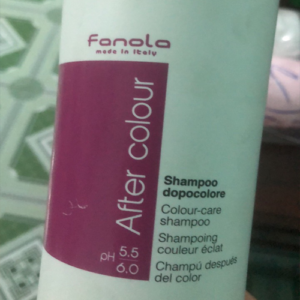 fanola
made in Italy
After colour
pH 5.5
6.0
Shampoo
dopocolore
Colour-care
shampoo
Shampoing
couleur éclat
Champú después
del color